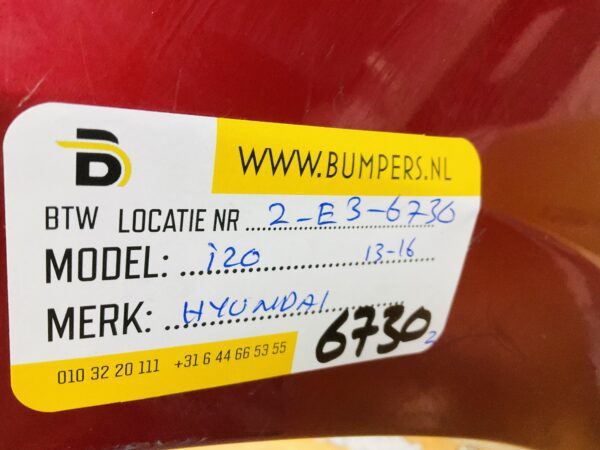 B
WWW.BUMPERS.NL
BTW LOCATIE NR 2-E3-6730
MODEL: i20 13-16
MERK: HYUNDAI
6730 2
010 32 20 111 +31 6 44 66 53 55